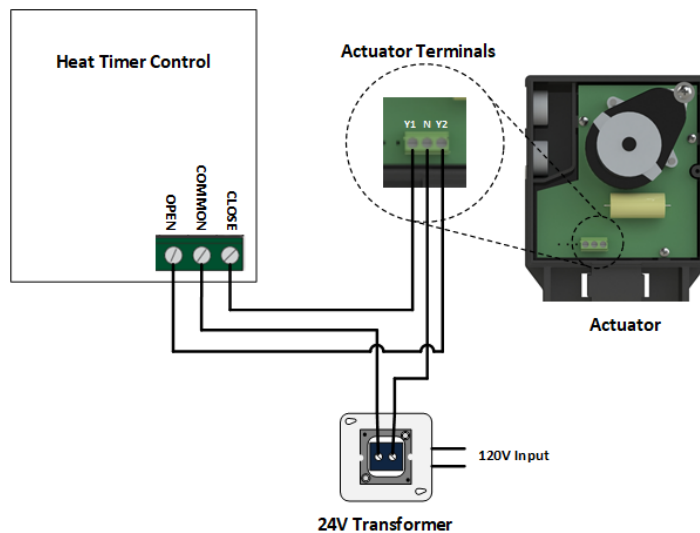 Heat Timer Control
OPEN
COMMON
CLOSE
Actuator Terminals
Y1 N Y2
Actuator
120V Input
24V Transformer